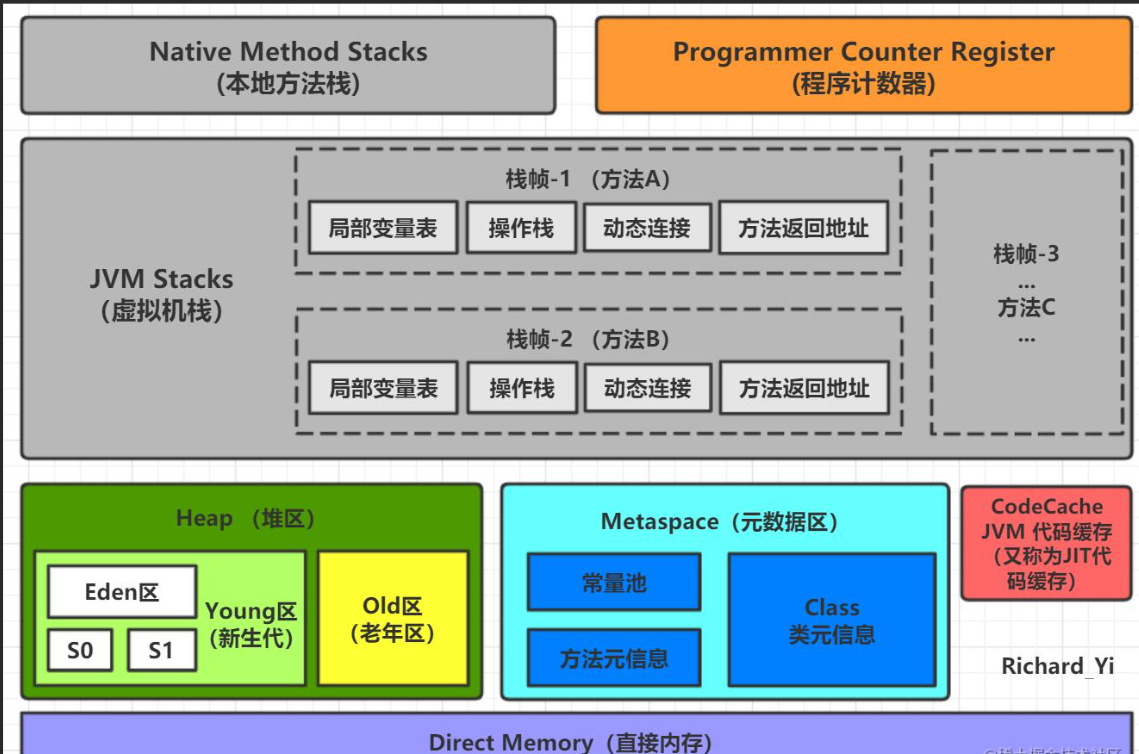 Native Method Stacks
(本地方法栈)
Programmer Counter Register
(程序计数器)
JVM Stacks
(虚拟机栈)
栈帧-1 (方法A)
局部变量表
操作栈
动态连接
方法返回地址
栈帧-2 (方法B)
局部变量表
操作栈
动态连接
方法返回地址
栈帧-3
...
方法C
...
Heap (堆区)
Eden区
S0
S1
Young区
(新生代)
Old区
(老年区)
Metaspace (元数据区)
常量池
方法元信息
Class
类元信息
CodeCache
JVM 代码缓存
(又称为JIT代
码缓存)
Richard_Yi
Direct Memory (直接内存)